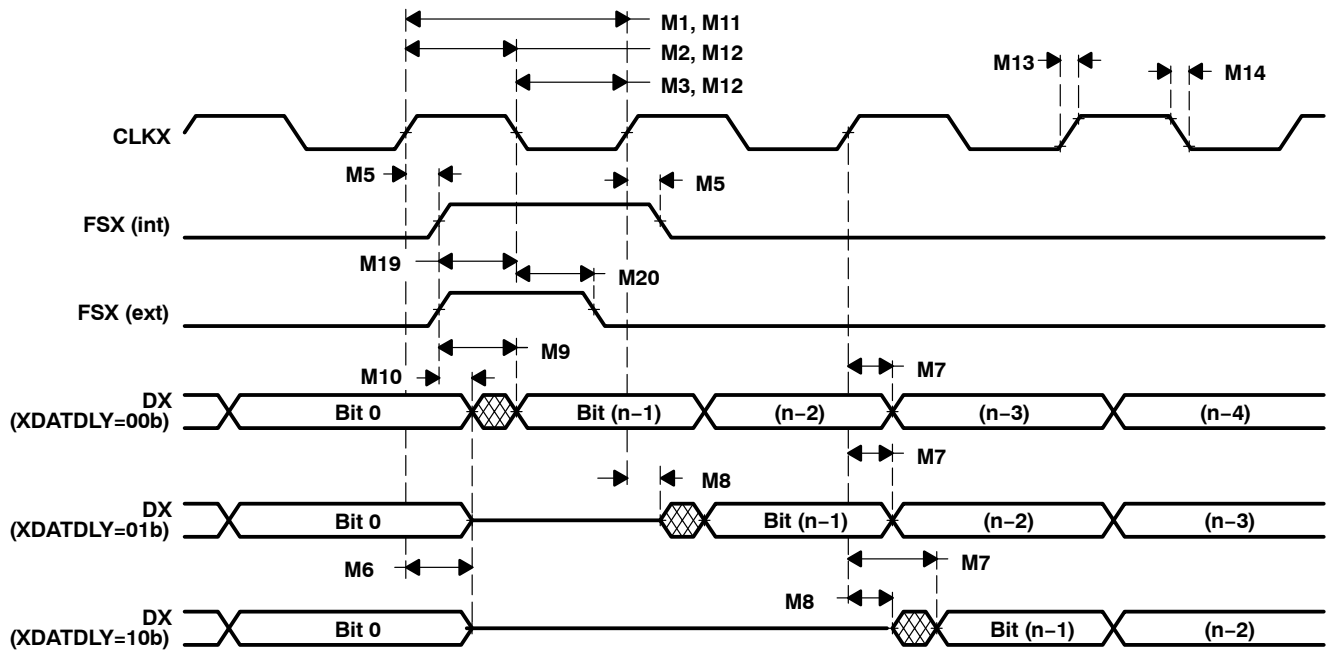 M1, M11
M2, M12
M3, M12
M13
M14
CLKX
M5
M5
FSX (int)
M19
M20
FSX (ext)
M9
M10
M7
DX
(XDATDLY=00b)
Bit 0
Bit (n−1)
(n−2)
(n−3)
(n−4)
M7
M8
DX
(XDATDLY=01b)
Bit 0
Bit (n−1)
(n−2)
(n−3)
M6
M7
M8
DX
(XDATDLY=10b)
Bit 0
Bit (n−1)
(n−2)